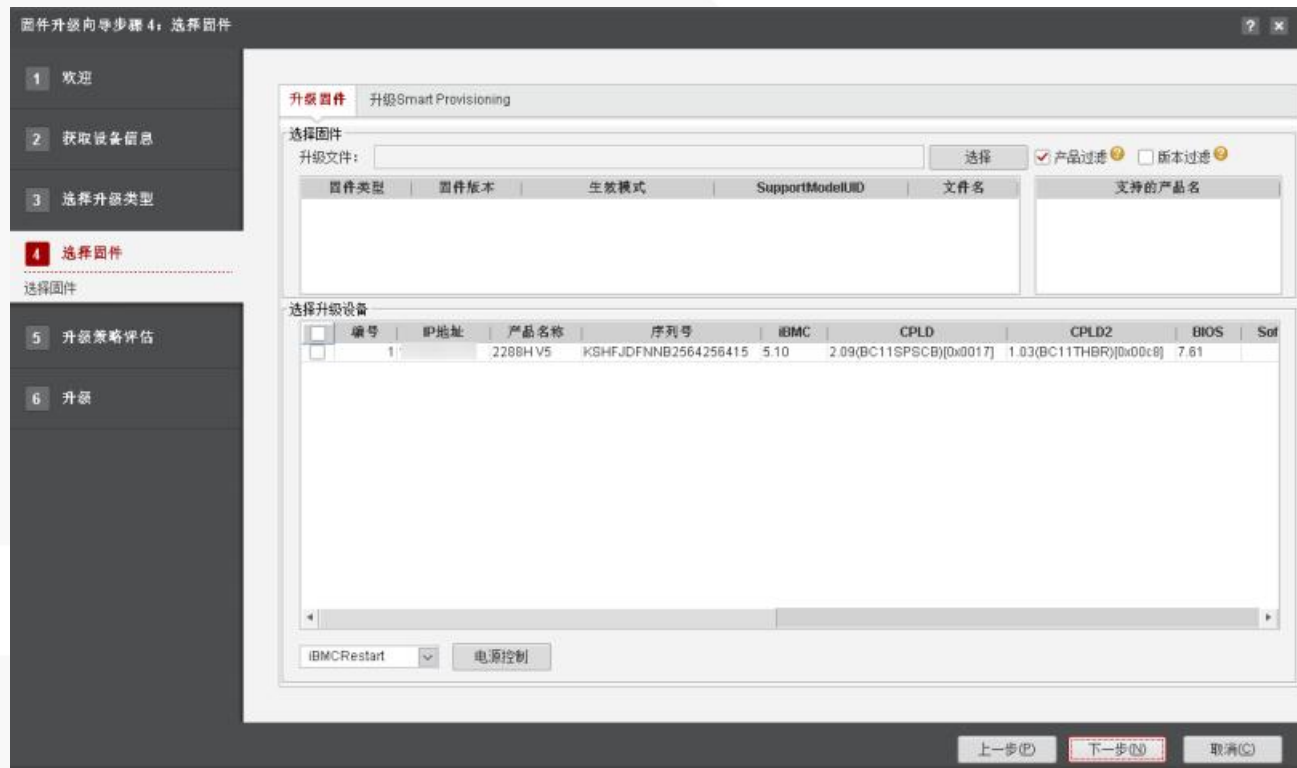 固件升级向导步骤 4：选择固件
? ×
1 欢迎
2 获取设备信息
3 选择升级类型
4 选择固件
选择固件
5 升级策略评估
6 升级
升级固件 升级Smart Provisioning
选择固件
升级文件： 选择 产品过滤 ? 版本过滤 ?
固件类型 固件版本 生效模式 SupportModelUID 文件名 支持的产品名
选择升级设备
编号 IP地址 产品名称 序列号 iBMC CPLD CPLD2 BIOS Sof
1 2288H V5 KSHFJDFNNB2564256415 5.10 2.09(BC11SPSCB)[0x0017] 1.03(BC11THBR)[0x00c8] 7.61
iBMCRestart 电源控制
上一步(P) 下一步(N) 取消(C)